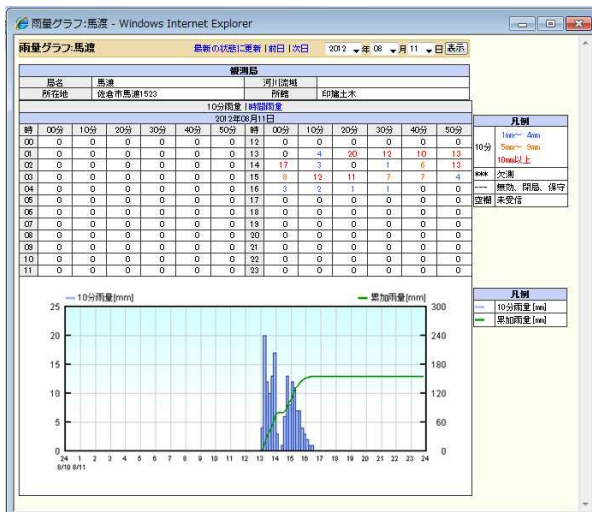 雨量グラフ:馬渡 - Windows Internet Explorer
雨量グラフ:馬渡 最新の状態に更新 | 前日 | 次日 2012 年 08 月 11 日 表示
観測局
局名 馬渡 河川流域
所在地 佐倉市馬渡1523 所轄 印旛土木
10分雨量 | 時間雨量
2012年08月11日
時 00分 10分 20分 30分 40分 50分 時 00分 10分 20分 30分 40分 50分
00 0 0 0 0 0 0 12 0 0 0 0 0 0
01 0 0 0 0 0 0 13 0 4 20 12 10 13
02 0 0 0 0 0 0 14 17 3 0 1 6 13
03 0 0 0 0 0 0 15 8 12 11 7 7 4
04 0 0 0 0 0 0 16 3 2 1 1 0 0
05 0 0 0 0 0 0 17 0 0 0 0 0 0
06 0 0 0 0 0 0 18 0 0 0 0 0 0
07 0 0 0 0 0 0 19 0 0 0 0 0 0
08 0 0 0 0 0 0 20 0 0 0 0 0 0
09 0 0 0 0 0 0 21 0 0 0 0 0 0
10 0 0 0 0 0 0 22 0 0 0 0 0 0
11 0 0 0 0 0 0 23 0 0 0 0 0 0
凡例
10分
1mm～ 4mm
5mm～ 9mm
10mm以上
*** 欠測
--- 無効、閉局、保守
空欄 未受信
10分雨量[mm] 累加雨量[mm]
25 300
20 240
15 180
10 120
5 60
0 0
24 1 2 3 4 5 6 7 8 9 10 11 12 13 14 15 16 17 18 19 20 21 22 23 24
8/10 8/11
凡例
10分雨量[mm]
累加雨量[mm]